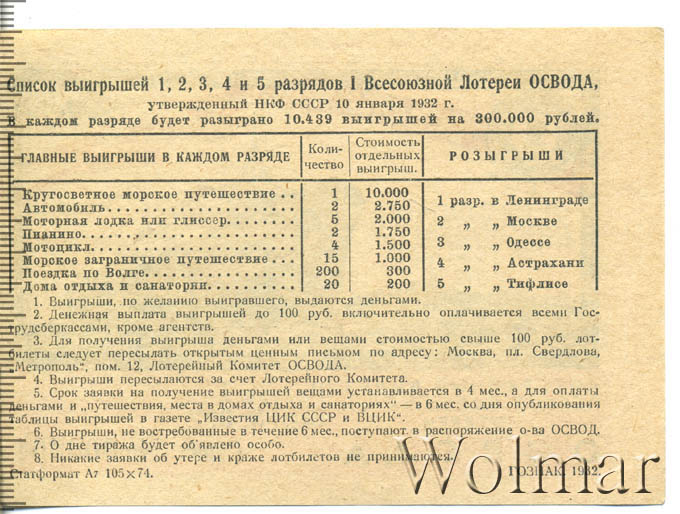 Список выигрышей 1, 2, 3, 4 и 5 разрядов I Всесоюзной Лотереи ОСВОДА,
утвержденный НКФ СССР 10 января 1932 г.
В каждом разряде будет разыграно 10.439 выигрышей на 300.000 рублей.
ГЛАВНЫЕ ВЫИГРЫШИ В КАЖДОМ РАЗРЯДЕ Коли-чество Стоимость отдельных выигрыш. РОЗЫГРЫШИ
Кругосветное морское путешествие . . 1 10.000 1 разр. в Ленинграде
Автомобиль. . . . . . . . . . . . . . . . . 2 2.750
Моторная лодка или глиссер. . . . . . . 5 2.000 2 „ „ Москве
Пианино. . . . . . . . . . . . . . . . . . . 2 1.750
Мотоцикл. . . . . . . . . . . . . . . . . . 4 1.500 3 „ „ Одессе
Морское заграничное путешествие . . . 15 1.000 4 „ „ Астрахани
Поездка по Волге. . . . . . . . . . . . . 200 300
Дома отдыха и санатории. . . . . . . . . 20 200 5 „ „ Тифлисе
1. Выигрыши, по желанию выигравшего, выдаются деньгами.
2. Денежная выплата выигрышей до 100 руб. включительно оплачивается всеми Гос-
трудсберкассами, кроме агентств.
3. Для получения выигрыша деньгами или вещами стоимостью свыше 100 руб. лот-
билеты следует пересылать открытым ценным письмом по адресу: Москва, пл. Свердлова,
„Метрополь“, пом. 12, Лотерейный Комитет ОСВОДА.
4. Выигрыши пересылаются за счет Лотерейного Комитета.
5. Срок заявки на получение выигрышей вещами устанавливается в 4 мес., а для оплаты
деньгами и „путешествия, места в домах отдыха и санаториях“ — в 6 мес. со дня опубликования
таблицы выигрышей в газете „Известия ЦИК СССР и ВЦИК“.
6. Выигрыши, не востребованные в течение 6 мес., поступают в распоряжение о-ва ОСВОД.
7. О дне тиража будет об'явлено особо.
8. Никакие заявки об утере и краже лотбилетов не принимаются.
Статформат А7 105×74. ГОЗНАК. 1932.
Wolmar